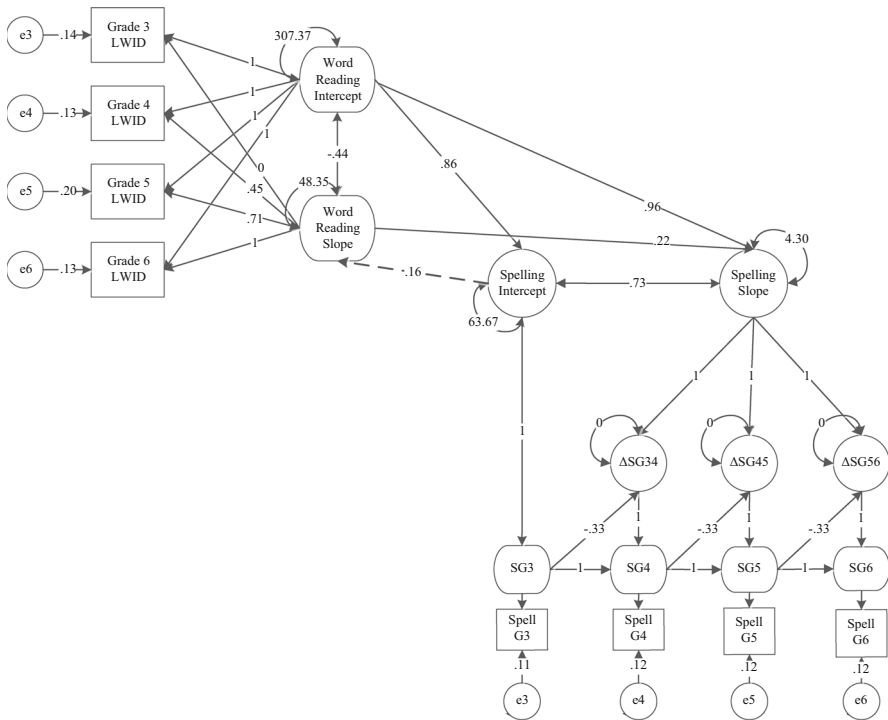 e3
.14
Grade 3
LWID
e4
.13
Grade 4
LWID
e5
.20
Grade 5
LWID
e6
.13
Grade 6
LWID
1
1
1
1
0
.45
.71
1
307.37
Word
Reading
Intercept
-.44
48.35
Word
Reading
Slope
.86
.96
.22
-.16
Spelling
Intercept
63.67
.73
Spelling
Slope
4.30
1
1
1
1
0
ΔSG34
0
ΔSG45
0
ΔSG56
-.33
1
-.33
1
-.33
1
SG3
1
SG4
1
SG5
1
SG6
Spell
G3
Spell
G4
Spell
G5
Spell
G6
.11
.12
.12
.12
e3
e4
e5
e6